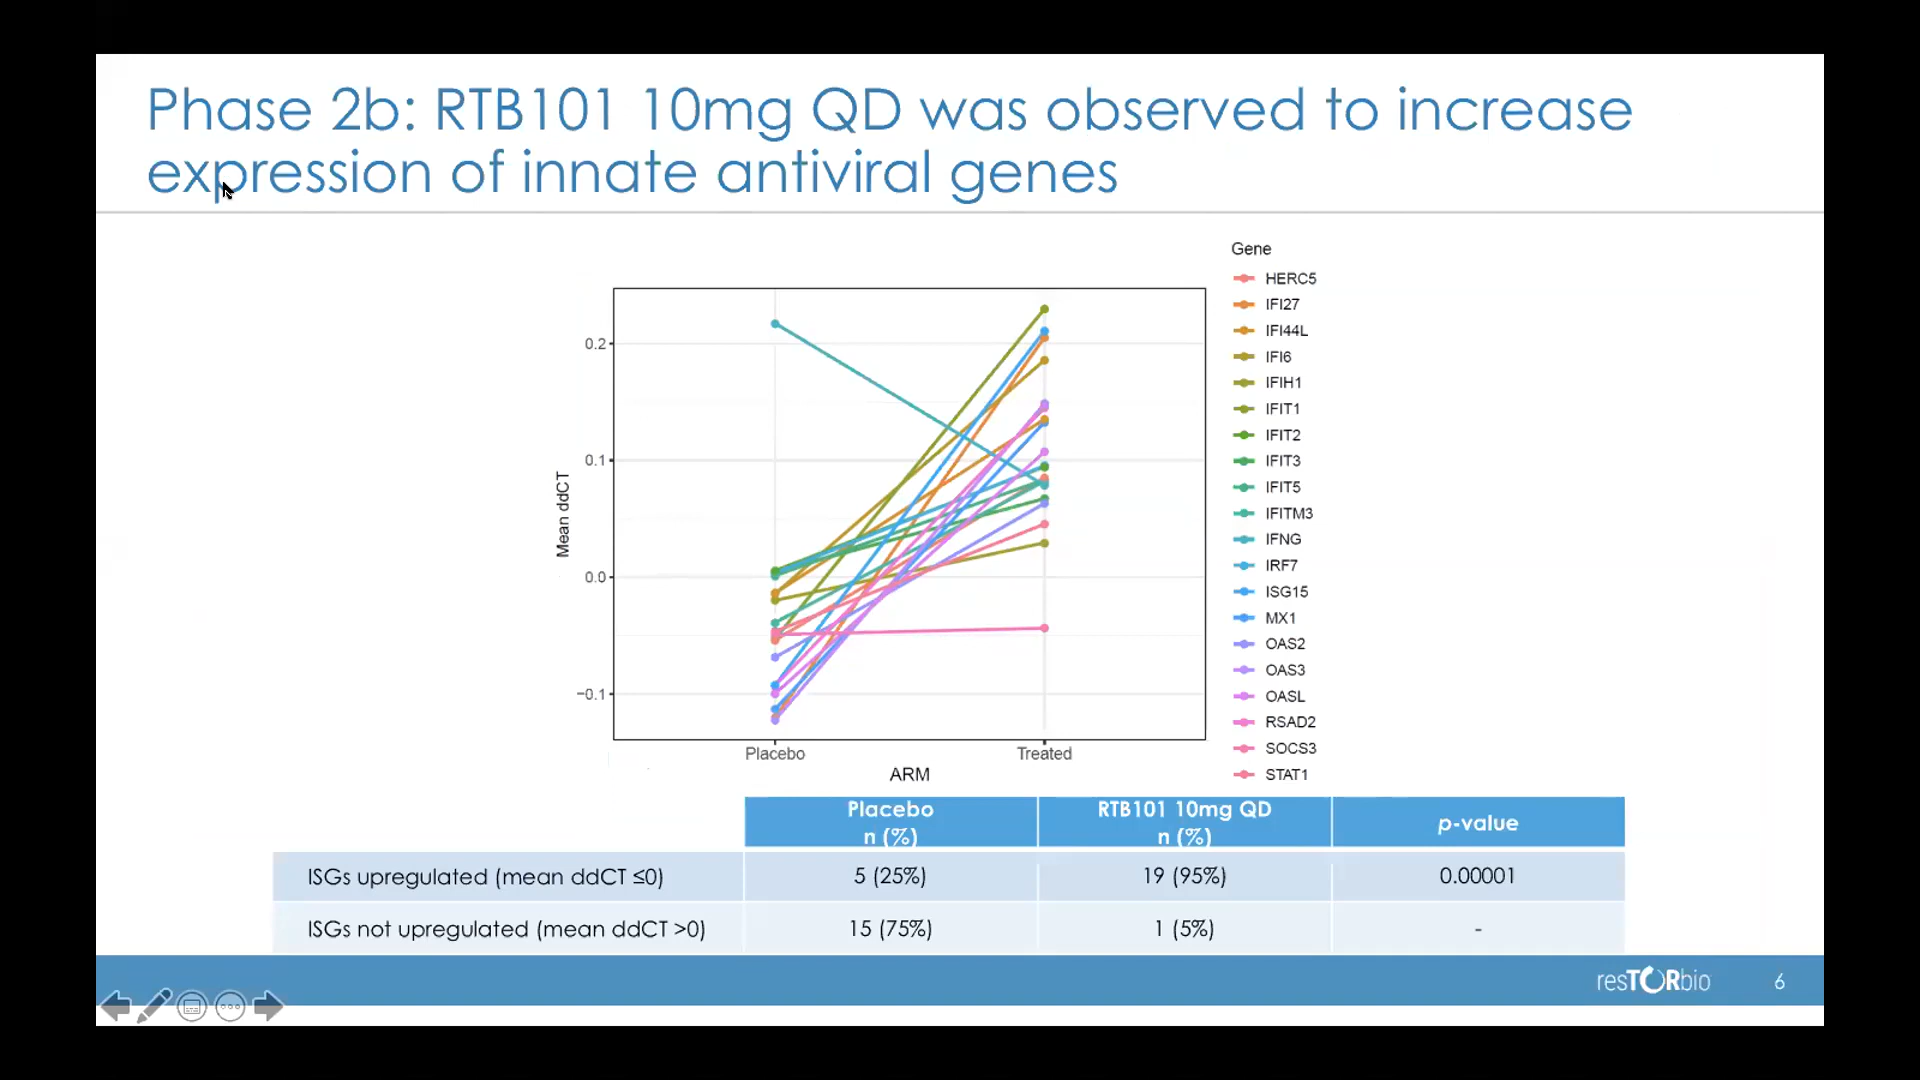 Phase 2b: RTB101 10mg QD was observed to increase
expression of innate antiviral genes
Gene
HERC5
IFI27
IFI44L
IFI6
IFIH1
IFIT1
IFIT2
IFIT3
IFIT5
IFITM3
IFNG
IRF7
ISG15
MX1
OAS2
OAS3
OASL
RSAD2
SOCS3
STAT1
Mean ddCT
0.2
0.1
0.0
−0.1
Placebo Treated
ARM
Placebo
n (%)
RTB101 10mg QD
n (%)
p-value
ISGs upregulated (mean ddCT ≤0) 5 (25%) 19 (95%) 0.00001
ISGs not upregulated (mean ddCT >0) 15 (75%) 1 (5%) -
resTORbio 6